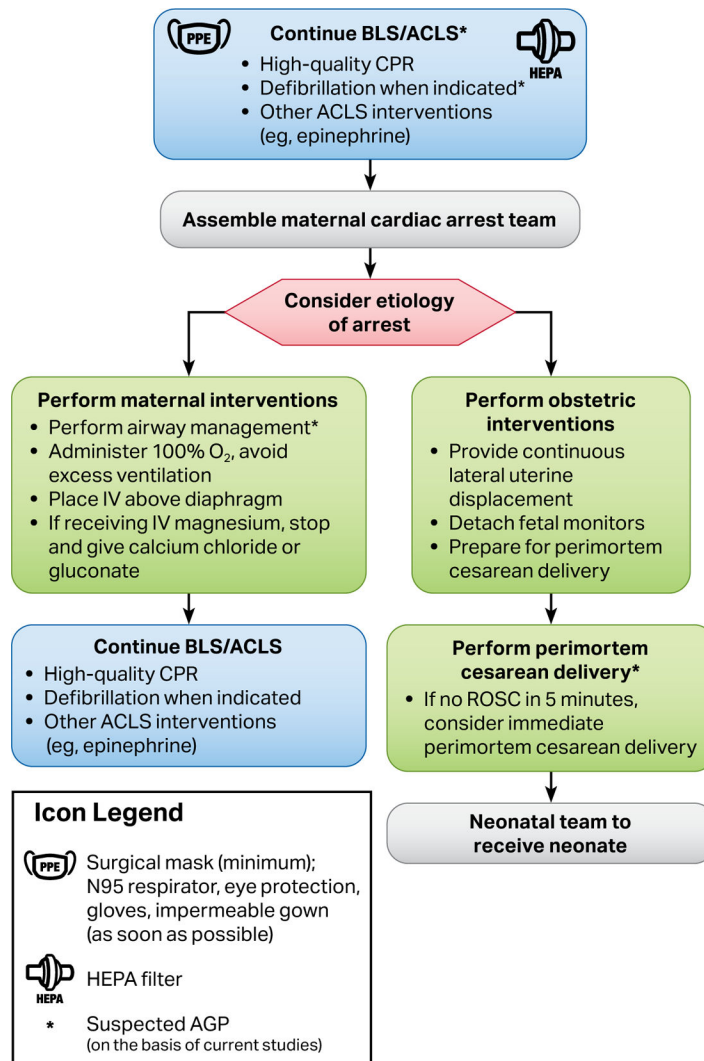 PPE
Continue BLS/ACLS*
• High-quality CPR
• Defibrillation when indicated*
• Other ACLS interventions
(eg, epinephrine)
HEPA
Assemble maternal cardiac arrest team
Consider etiology
of arrest
Perform maternal interventions
• Perform airway management*
• Administer 100% O₂, avoid
excess ventilation
• Place IV above diaphragm
• If receiving IV magnesium, stop
and give calcium chloride or
gluconate
Continue BLS/ACLS
• High-quality CPR
• Defibrillation when indicated
• Other ACLS interventions
(eg, epinephrine)
Perform obstetric
interventions
• Provide continuous
lateral uterine
displacement
• Detach fetal monitors
• Prepare for perimortem
cesarean delivery
Perform perimortem
cesarean delivery*
• If no ROSC in 5 minutes,
consider immediate
perimortem cesarean delivery
Neonatal team to
receive neonate
Icon Legend
PPE
Surgical mask (minimum);
N95 respirator, eye protection,
gloves, impermeable gown
(as soon as possible)
HEPA
HEPA filter
* Suspected AGP
(on the basis of current studies)